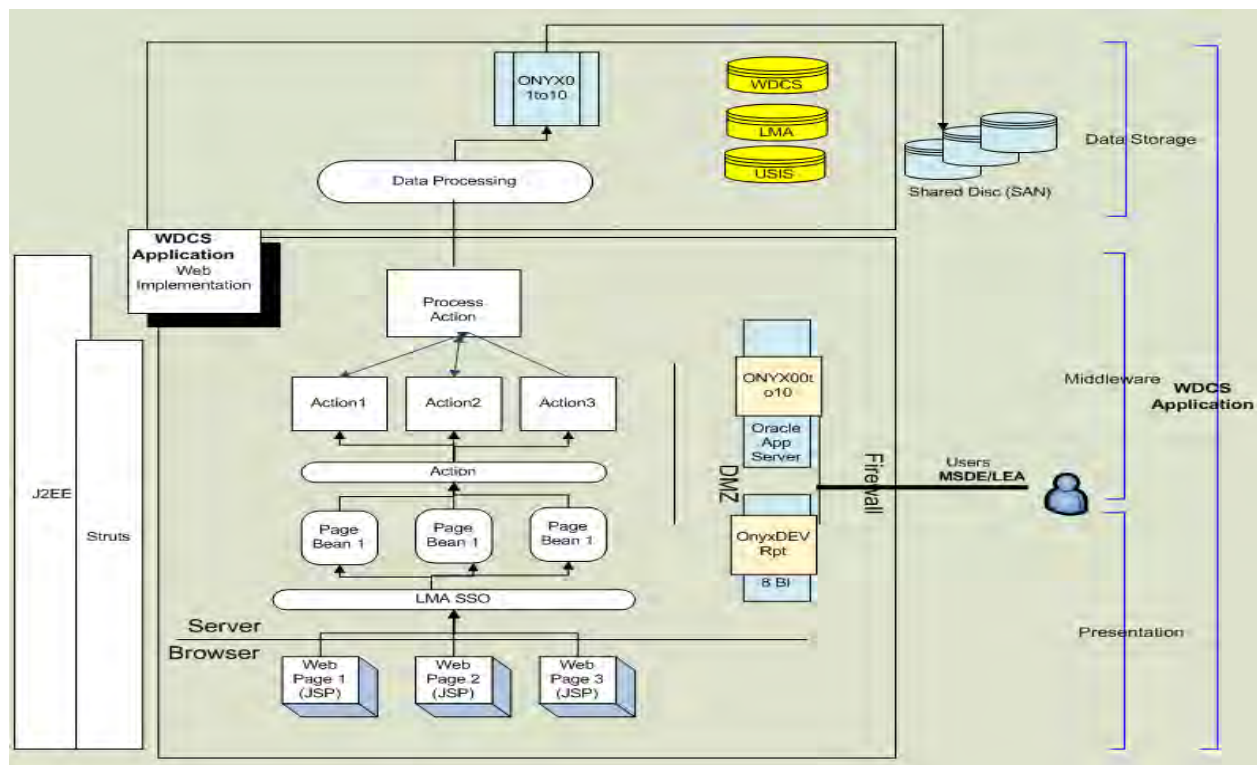 ONYX0
1to10
WDCS
LMA
USIS
Data Storage
Shared Disc (SAN)
Data Processing
WDCS
Application
Web
Implementation
Process
Action
Middleware
WDCS
Application
Action1
Action2
Action3
ONYX00t
o10
Oracle
App
Server
DMZ
Firewall
Users
MSDE/LEA
Action
J2EE
Struts
Page
Bean 1
Page
Bean 1
Page
Bean 1
OnyxDEV
Rpt
8 BI
LMA SSO
Server
Browser
Presentation
Web
Page 1
(JSP)
Web
Page 2
(JSP)
Web
Page 3
(JSP)